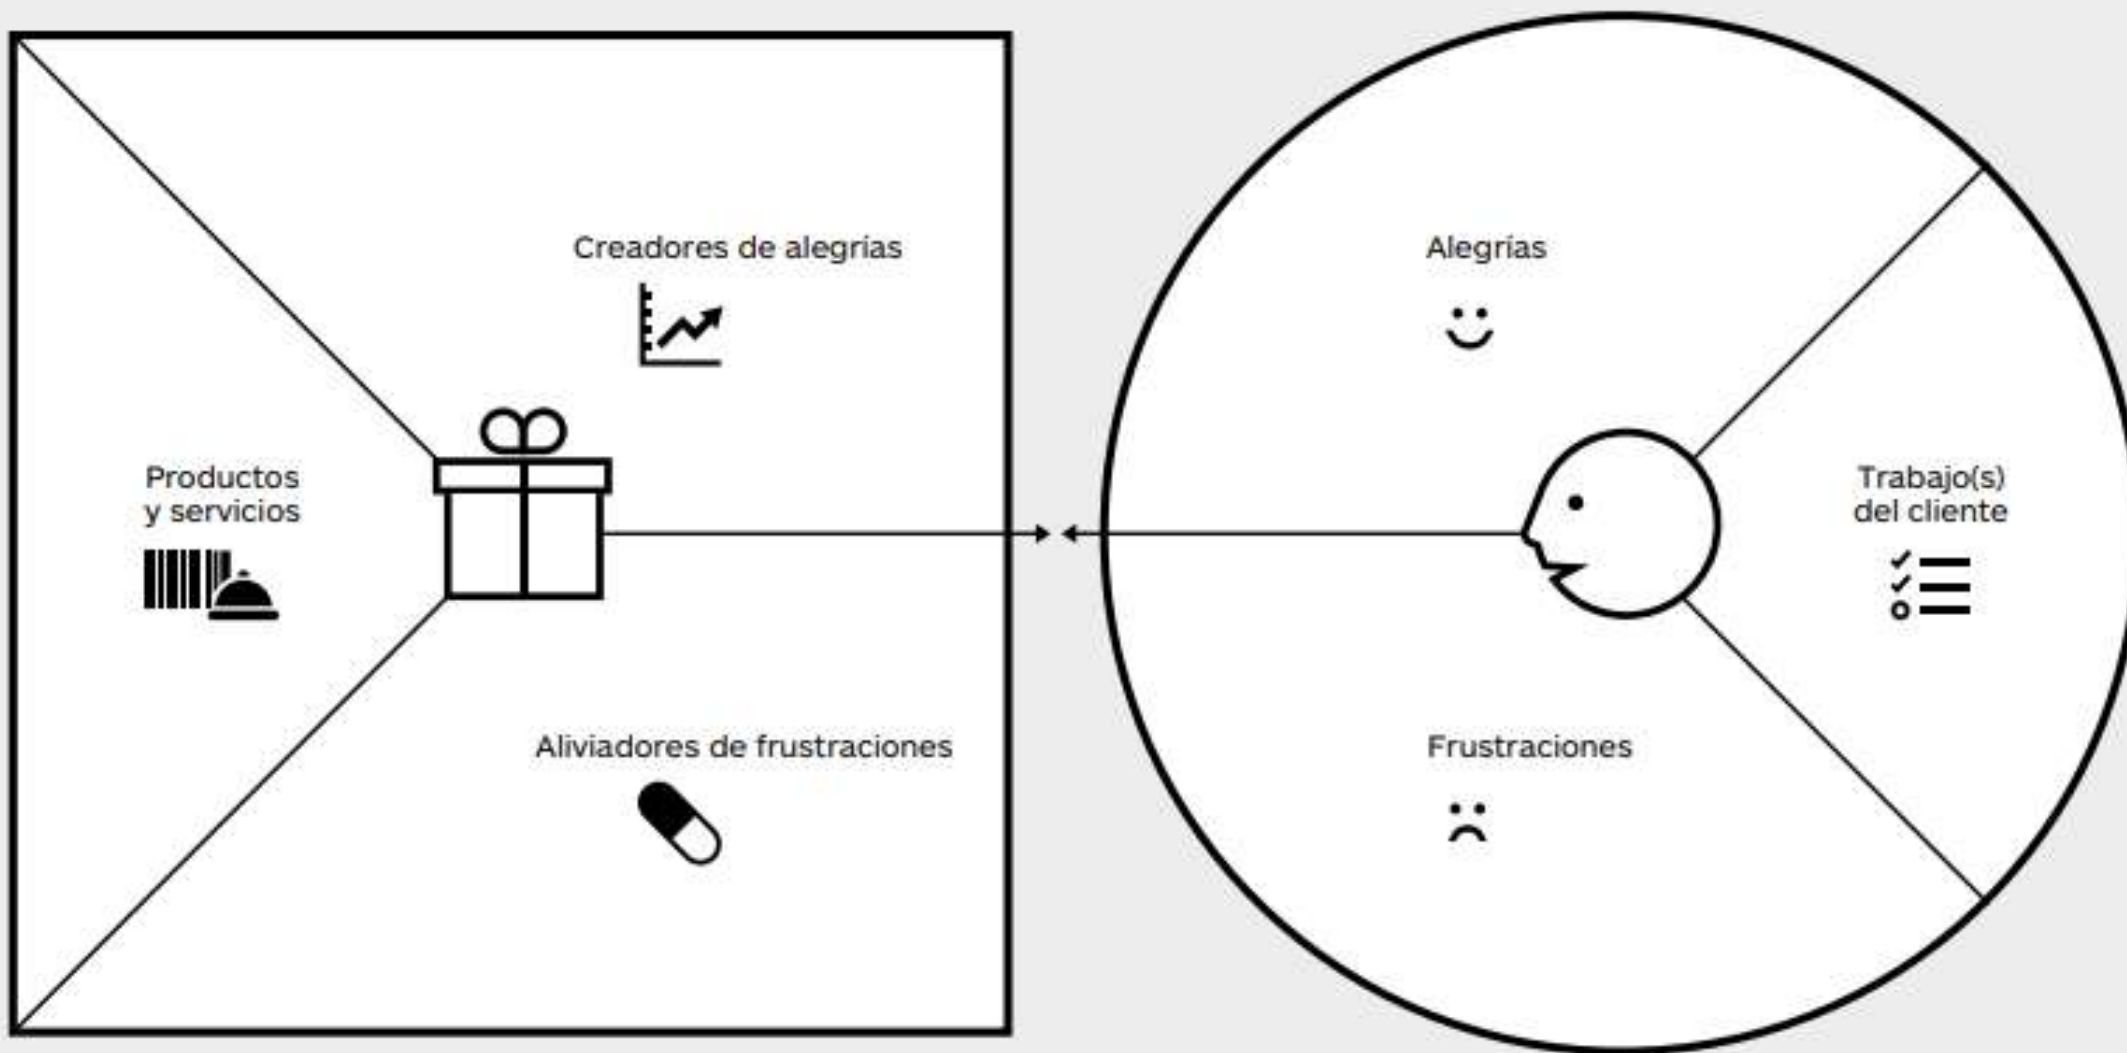 Creadores de alegrías
Productos
y servicios
Aliviadores de frustraciones
Alegrías
Trabajo(s)
del cliente
Frustraciones